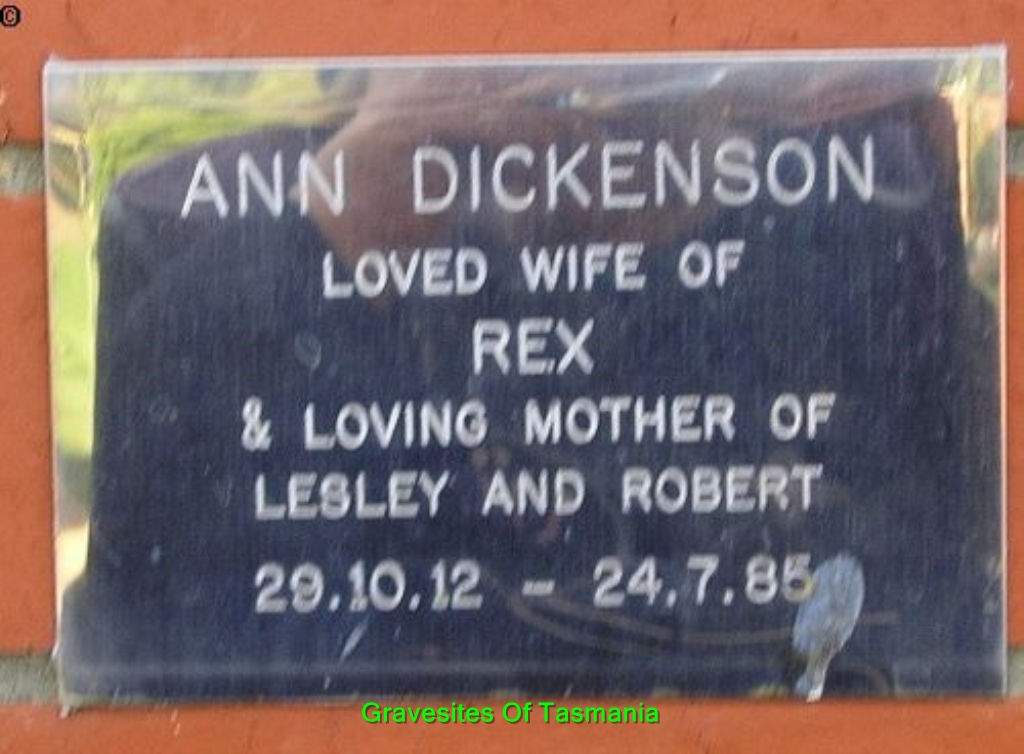 ©
ANN DICKENSON
LOVED WIFE OF
REX
& LOVING MOTHER OF
LESLEY AND ROBERT
29.10.12 - 24.7.85
Gravesites Of Tasmania